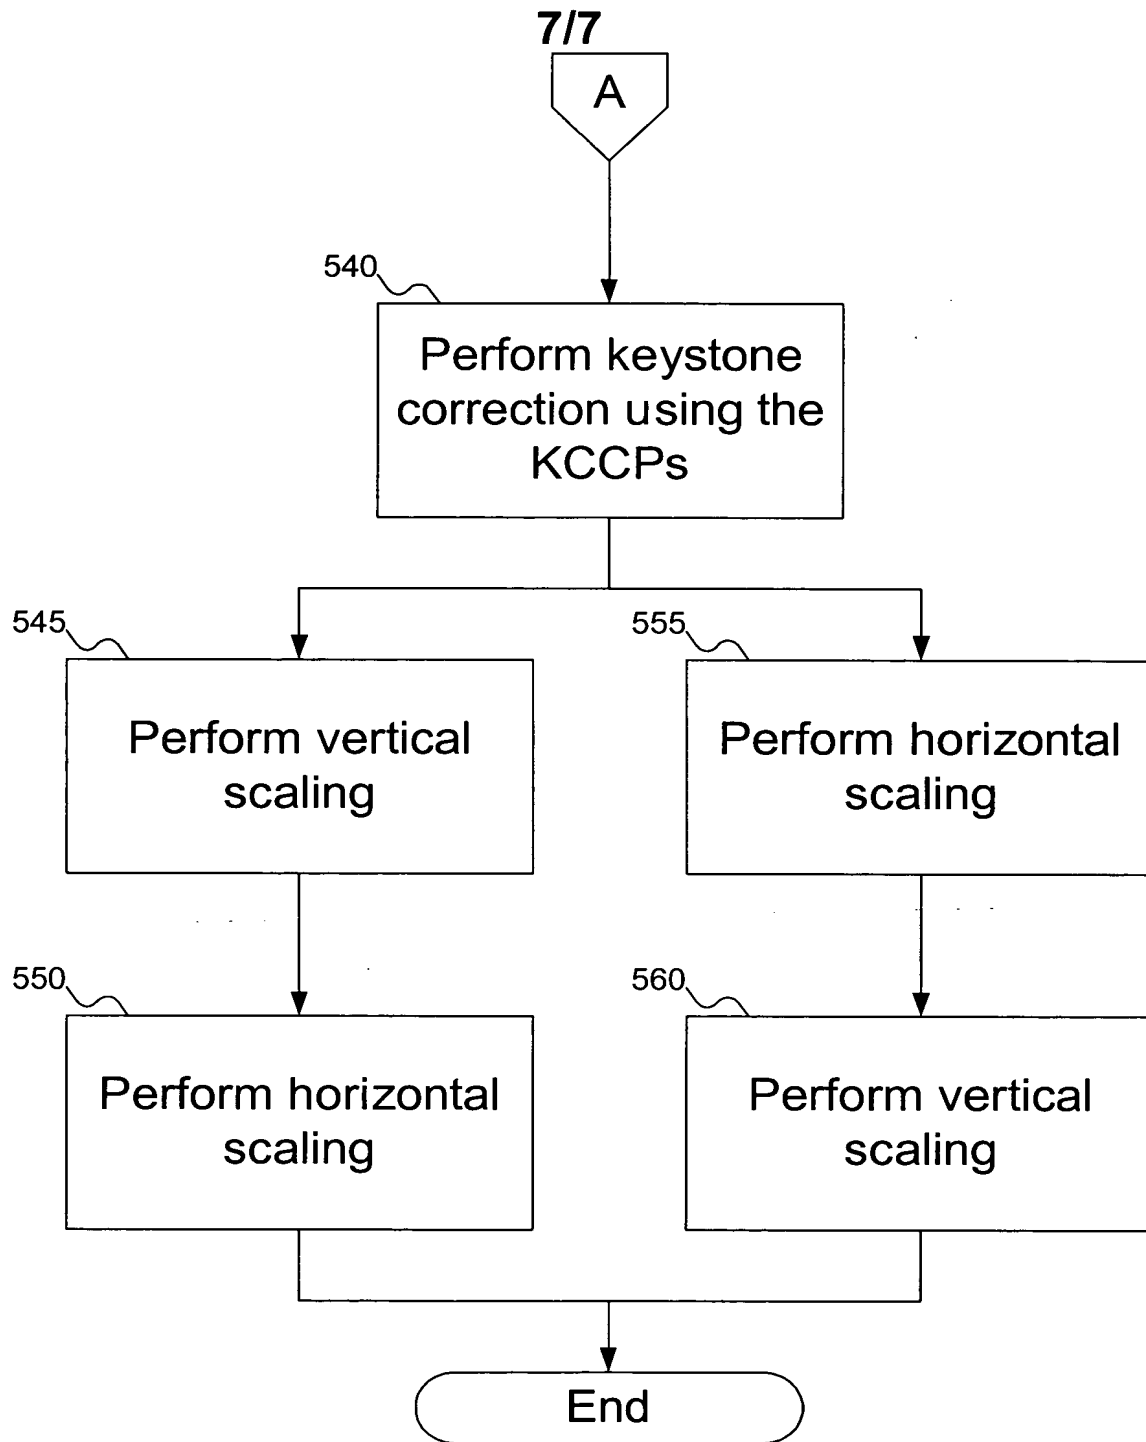 7/7
A
540
Perform keystone
correction using the
KCCPs
545
Perform vertical
scaling
555
Perform horizontal
scaling
550
Perform horizontal
scaling
560
Perform vertical
scaling
End